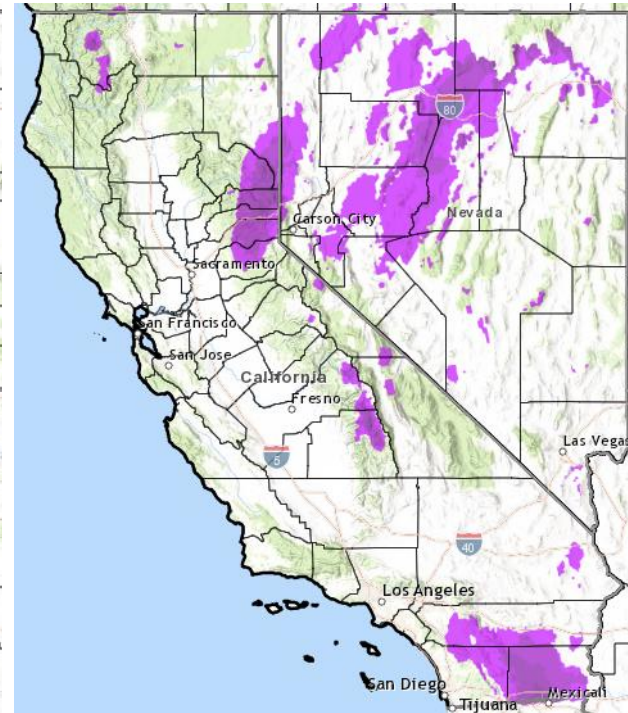 80
Carson City
Nevada
Sacramento
San Francisco
San Jose
California
Fresno
5
Las Vegas
40
Los Angeles
San Diego
Mexicali
Tijuana